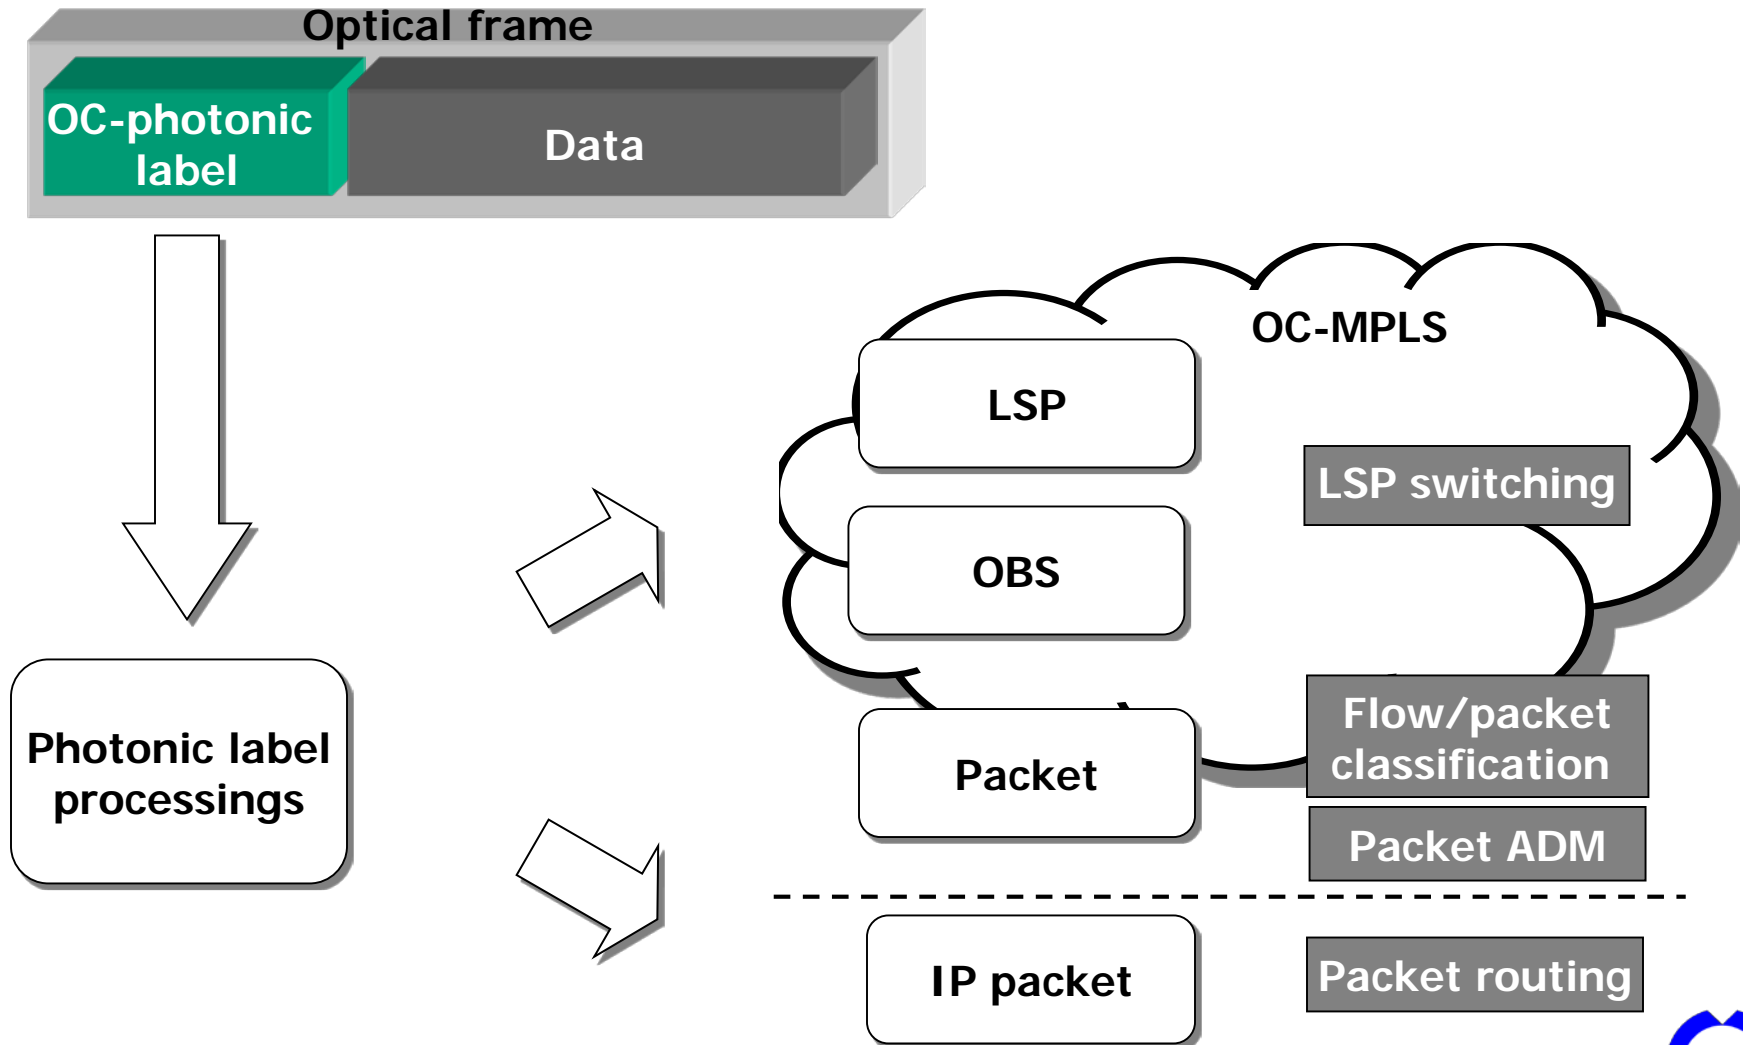 Optical frame
OC-photonic
label
Data
OC-MPLS
LSP
LSP switching
OBS
Photonic label
processings
Packet
Flow/packet
classification
Packet ADM
IP packet
Packet routing